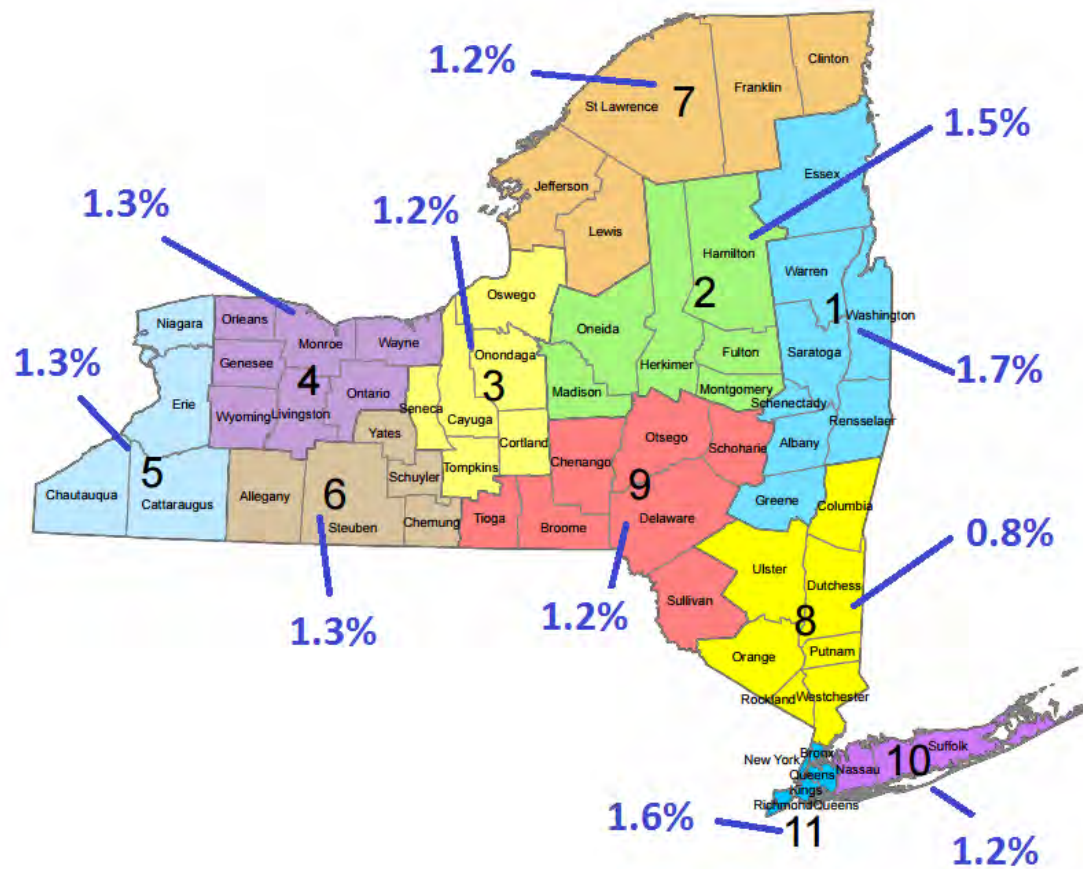 Clinton
1.2%
Franklin
St Lawrence
7
1.5%
Essex
Jefferson
1.3%
1.2%
Lewis
Hamilton
Warren
Oswego
2
1
Washington
Niagara
Orleans
Oneida
Monroe
Wayne
Onondaga
Fulton
Saratoga
Genesee
Herkimer
1.3%
4
3
1.7%
Madison
Montgomery
Ontario
Schenectady
Erie
Wyoming
Livingston
Seneca
Cayuga
Rensselaer
Yates
Cortland
Otsego
Albany
Schoharie
Chenango
Tompkins
5
Schuyler
9
6
Chautauqua
Cattaraugus
Allegany
Greene
Columbia
Steuben
Chemung
Tioga
Broome
Delaware
0.8%
Ulster
Dutchess
1.3%
1.2%
Sullivan
8
Putnam
Orange
Rockland
Westchester
Suffolk
Bronx
10
New York
Queens
Nassau
Kings
Richmond
Queens
1.6%
11
1.2%